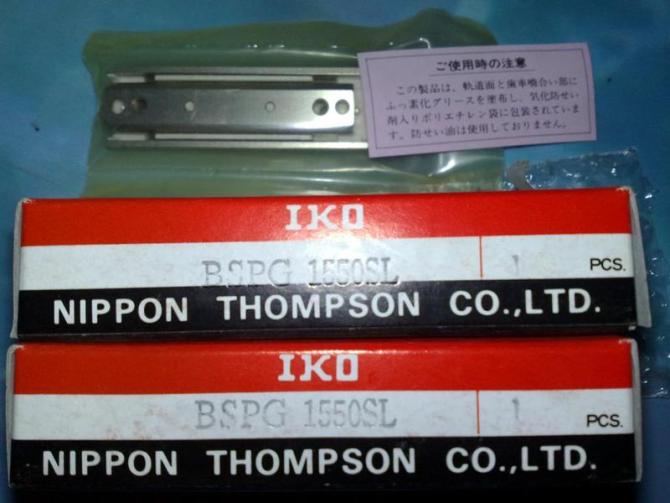 ご使用時の注意
この製品は、軌道面と歯車噛合い部に
ふっ素化グリースを塗布し、気化防せい
剤入りポリエチレン袋に包装されていま
す。防せい油は使用しておりません。
IKO
BSPG 1550SL 1 PCS.
NIPPON THOMPSON CO.,LTD.
IKO
BSPG 1550SL 1 PCS.
NIPPON THOMPSON CO.,LTD.